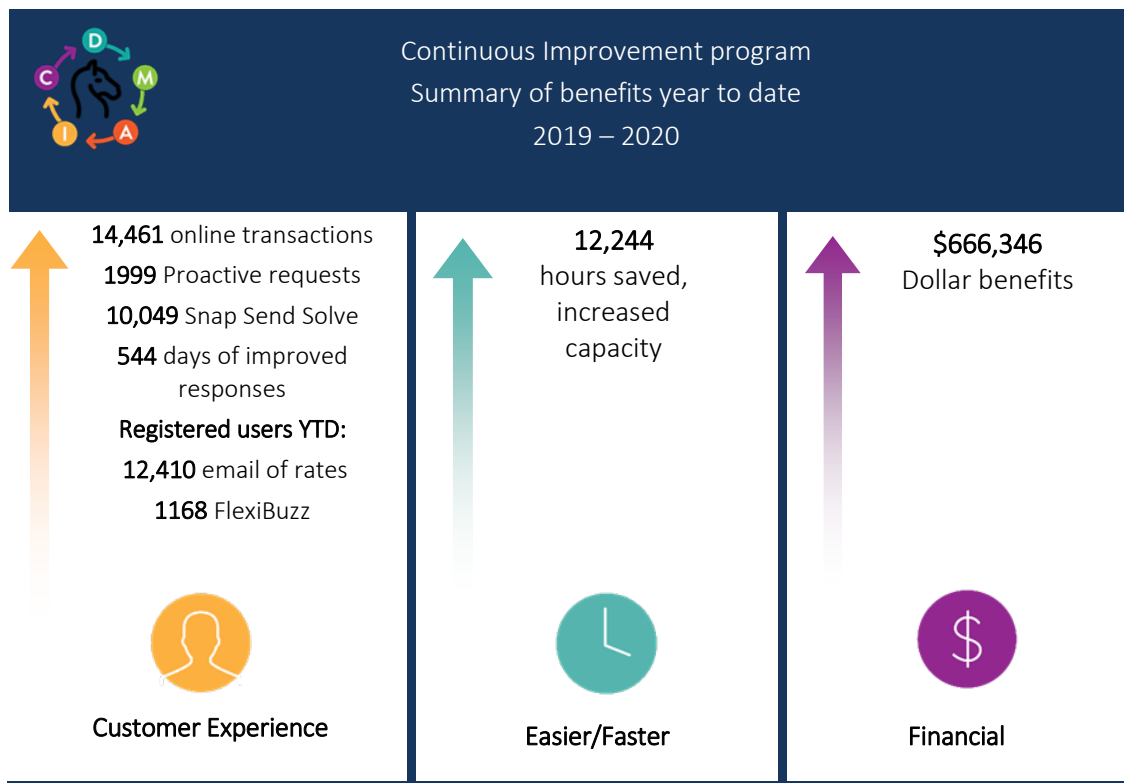 D
C
M
I
A
Continuous Improvement program
Summary of benefits year to date
2019 – 2020
14,461 online transactions
1999 Proactive requests
10,049 Snap Send Solve
544 days of improved
responses
Registered users YTD:
12,410 email of rates
1168 FlexiBuzz
Customer Experience
12,244
hours saved,
increased
capacity
Easier/Faster
$666,346
Dollar benefits
$
Financial